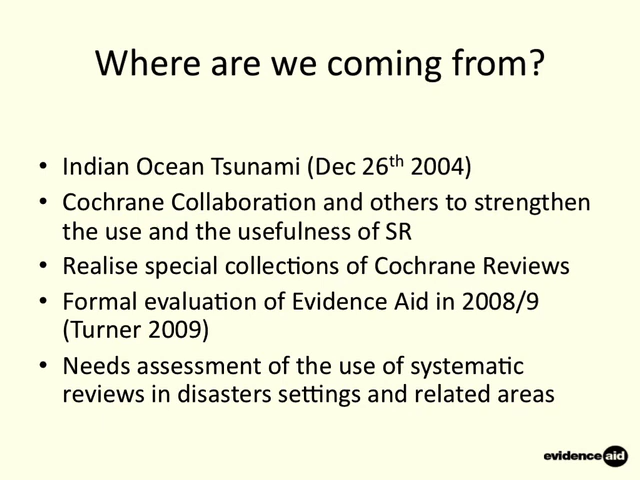 Where are we coming from?
• Indian Ocean Tsunami (Dec 26th 2004)
• Cochrane Collaboration and others to strengthen
the use and the usefulness of SR
• Realise special collections of Cochrane Reviews
• Formal evaluation of Evidence Aid in 2008/9
(Turner 2009)
• Needs assessment of the use of systematic
reviews in disasters settings and related areas
evidence aid